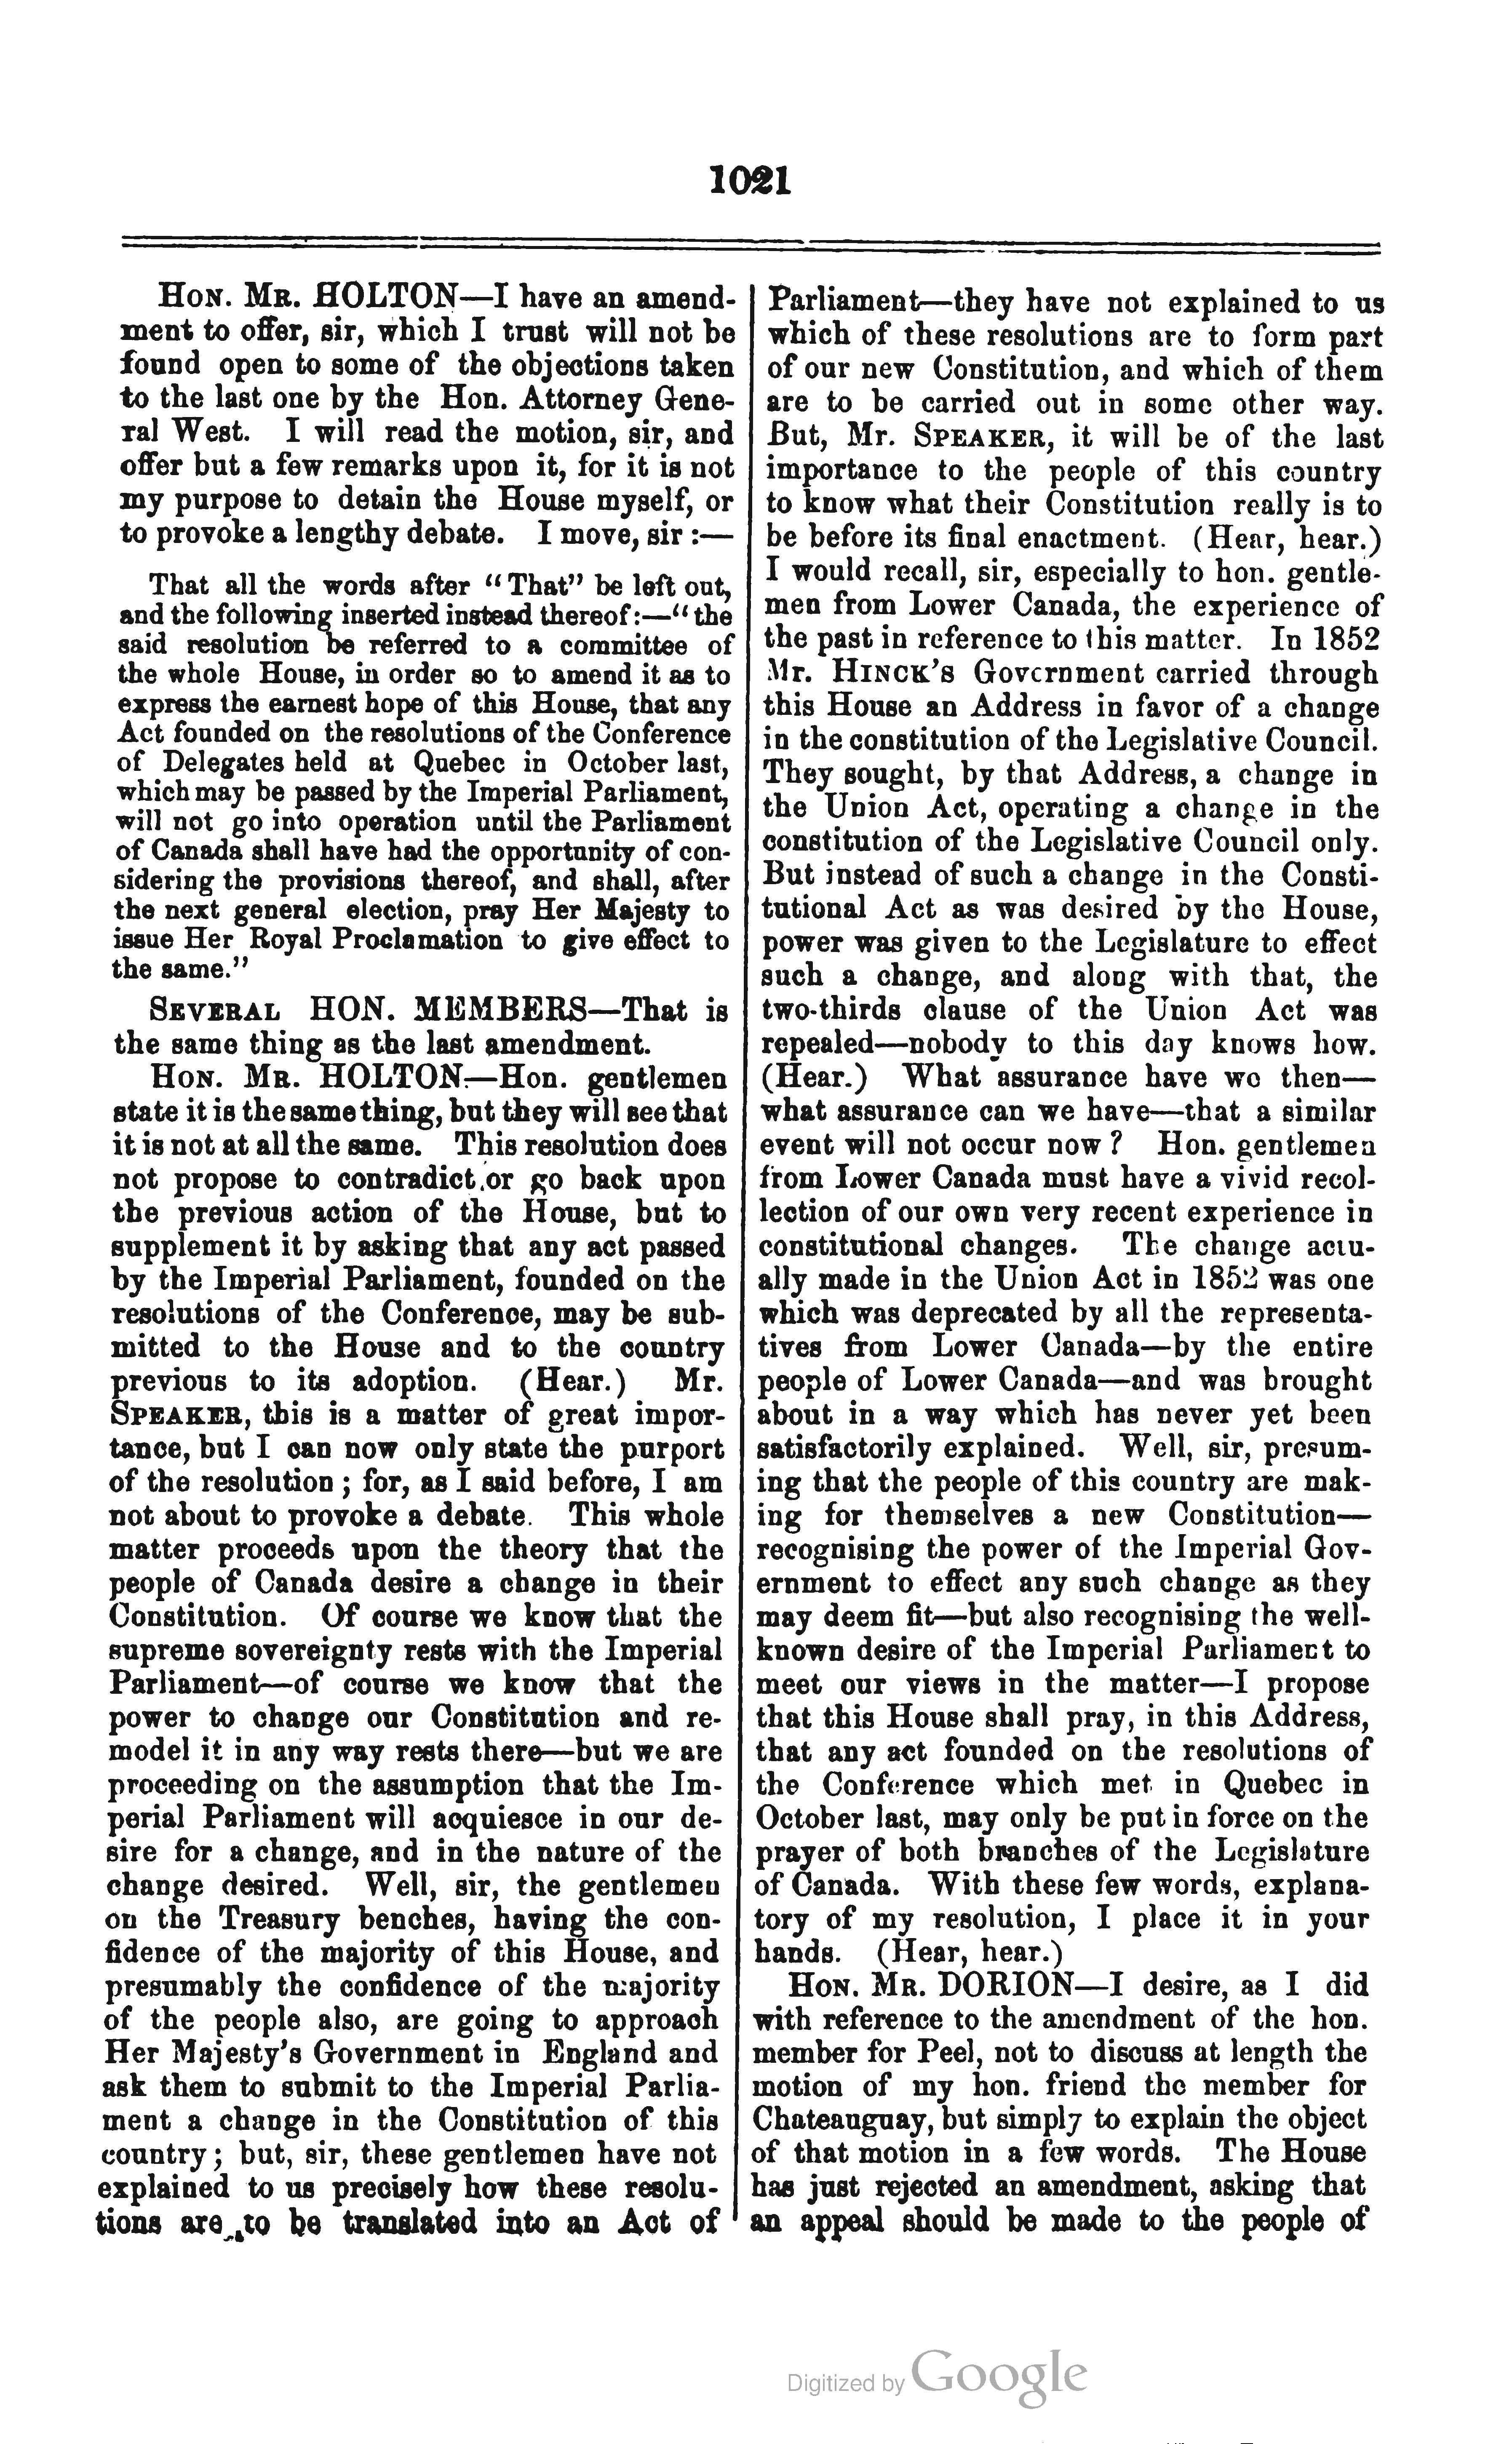 1021
HON. MR. HOLTON—I have an amend-
ment to offer, sir, which I trust will not be
found open to some of the objections taken
to the last one by the Hon. Attorney Gene-
ral West. I will read the motion, sir, and
offer but a few remarks upon it, for it is not
my purpose to detain the House myself, or
to provoke a lengthy debate. I move, sir :—
That all the words after "That" be left out,
and the following inserted instead thereof:—"the
said resolution be referred to a committee of
the whole House, in order so to amend it as to
express the earnest hope of this House, that any
Act founded on the resolutions of the Conference
of Delegates held at Quebec in October last,
which may be passed by the Imperial Parliament,
will not go into operation until the Parliament
of Canada shall have had the opportunity of con-
sidering the provisions thereof, and shall, after
the next general election, pray Her Majesty to
issue Her Royal Proclamation to give effect to
the same."
SEVERAL HON. MEMBERS—That is
the same thing as the last amendment.
HON. MR. HOLTON—Hon. gentlemen
state it is the same thing, but they will see that
it is not at all the same. This resolution does
not propose to contradict or go back upon
the previous action of the House, but to
supplement it by asking that any act passed
by the Imperial Parliament, founded on the
resolutions of the Conference, may be sub-
mitted to the House and to the country
previous to its adoption. (Hear.) Mr.
SPEAKER, this is a matter of great impor-
tance, but I can now only state the purport
of the resolution ; for, as I said before, I am
not about to provoke a debate. This whole
matter proceeds upon the theory that the
people of Canada desire a change in their
Constitution. Of course we know that the
supreme sovereignty rests with the Imperial
Parliament—of course we know that the
power to change our Constitution and re-
model it in any way rests there—but we are
proceeding on the assumption that the Im-
perial Parliament will acquiesce in our de-
sire for a change, and in the nature of the
change desired. Well, sir, the gentlemen
on the Treasury benches, having the con-
fidence of the majority of this House, and
presumably the confidence of the majority
of the people also, are going to approach
Her Majesty's Government in England and
ask them to submit to the Imperial Parlia-
ment a change in the Constitution of this
country ; but, sir, these gentlemen have not
explained to us precisely how these resolu-
tions are to be translated into an Act of
Parliament—they have not explained to us
which of these resolutions are to form part
of our new Constitution, and which of them
are to be carried out in some other way.
But, Mr. SPEAKER, it will be of the last
importance to the people of this country
to know what their Constitution really is to
be before its final enactment. (Hear, hear.)
I would recall, sir, especially to hon. gentle-
men from Lower Canada, the experience of
the past in reference to this matter. In 1852
Mr. HINCK'S Government carried through
this House an Address in favor of a change
in the constitution of the Legislative Council.
They sought, by that Address, a change in
the Union Act, operating a change in the
constitution of the Legislative Council only.
But instead of such a change in the Consti-
tutional Act as was desired by the House,
power was given to the Legislature to effect
such a change, and along with that, the
two-thirds clause of the Union Act was
repealed—nobody to this day knows how.
(Hear.) What assurance have we then—
what assurance can we have—that a similar
event will not occur now ? Hon. gentlemen
from Lower Canada must have a vivid recol-
lection of our own very recent experience in
constitutional changes. The change actu-
ally made in the Union Act in 1852 was one
which was deprecated by all the representa-
tives from Lower Canada—by the entire
people of Lower Canada—and was brought
about in a way which has never yet been
satisfactorily explained. Well, sir, presum-
ing that the people of this country are mak-
ing for themselves a new Constitution—
recognising the power of the Imperial Gov-
ernment to effect any such change as they
may deem fit—but also recognising the well-
known desire of the Imperial Parliament to
meet our views in the matter—I propose
that this House shall pray, in this Address,
that any act founded on the resolutions of
the Conference which met in Quebec in
October last, may only be put in force on the
prayer of both branches of the Legislature
of Canada. With these few words, explana-
tory of my resolution, I place it in your
hands. (Hear, hear.)
HON. MR. DORION—I desire, as I did
with reference to the amendment of the hon.
member for Peel, not to discuss at length the
motion of my hon. friend the member for
Chateauguay, but simply to explain the object
of that motion in a few words. The House
has just rejected an amendment, asking that
an appeal should be made to the people of
Digitized by Google